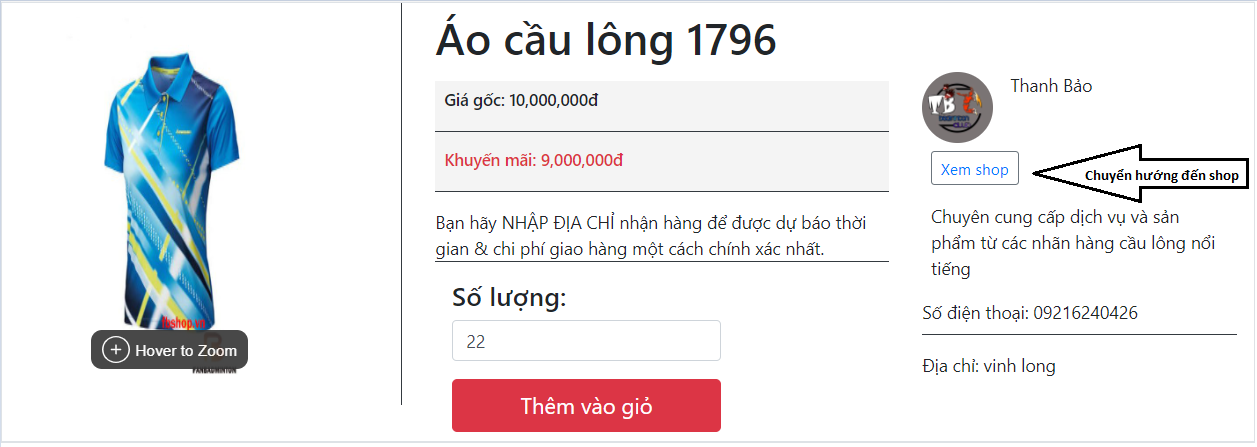 Áo cầu lông 1796
Giá gốc: 10,000,000đ
Khuyến mãi: 9,000,000đ
Bạn hãy NHẬP ĐỊA CHỈ nhận hàng để được dự báo thời
gian & chi phí giao hàng một cách chính xác nhất.
Số lượng:
22
Thêm vào giỏ
fbshop.vn
Hover to Zoom
FANBADMINTON
Thanh Bảo
TB
Xem shop
Chuyển hướng đến shop
Chuyên cung cấp dịch vụ và sản
phẩm từ các nhãn hàng cầu lông nổi
tiếng
Số điện thoại: 09216240426
Địa chỉ: vinh long